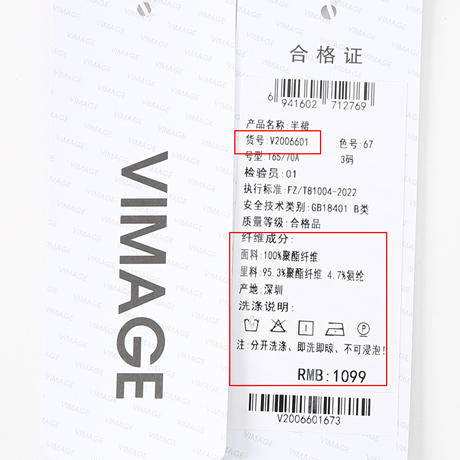 VIMAGE
合格证
6 941602 712769
产品名称:半裙
货号:V2006601 色号:67
号型:165/70A 3码
检验员:01
执行标准:FZ/T81004-2022
安全技术类别:GB18401 B类
质量等级:合格品
纤维成分:
面料:100%聚酯纤维
里料:95.3%聚酯纤维 4.7%氨纶
产地:深圳
洗涤说明:
注:分开洗涤、即洗即晾、不可浸泡!
RMB:1099
V2006601673